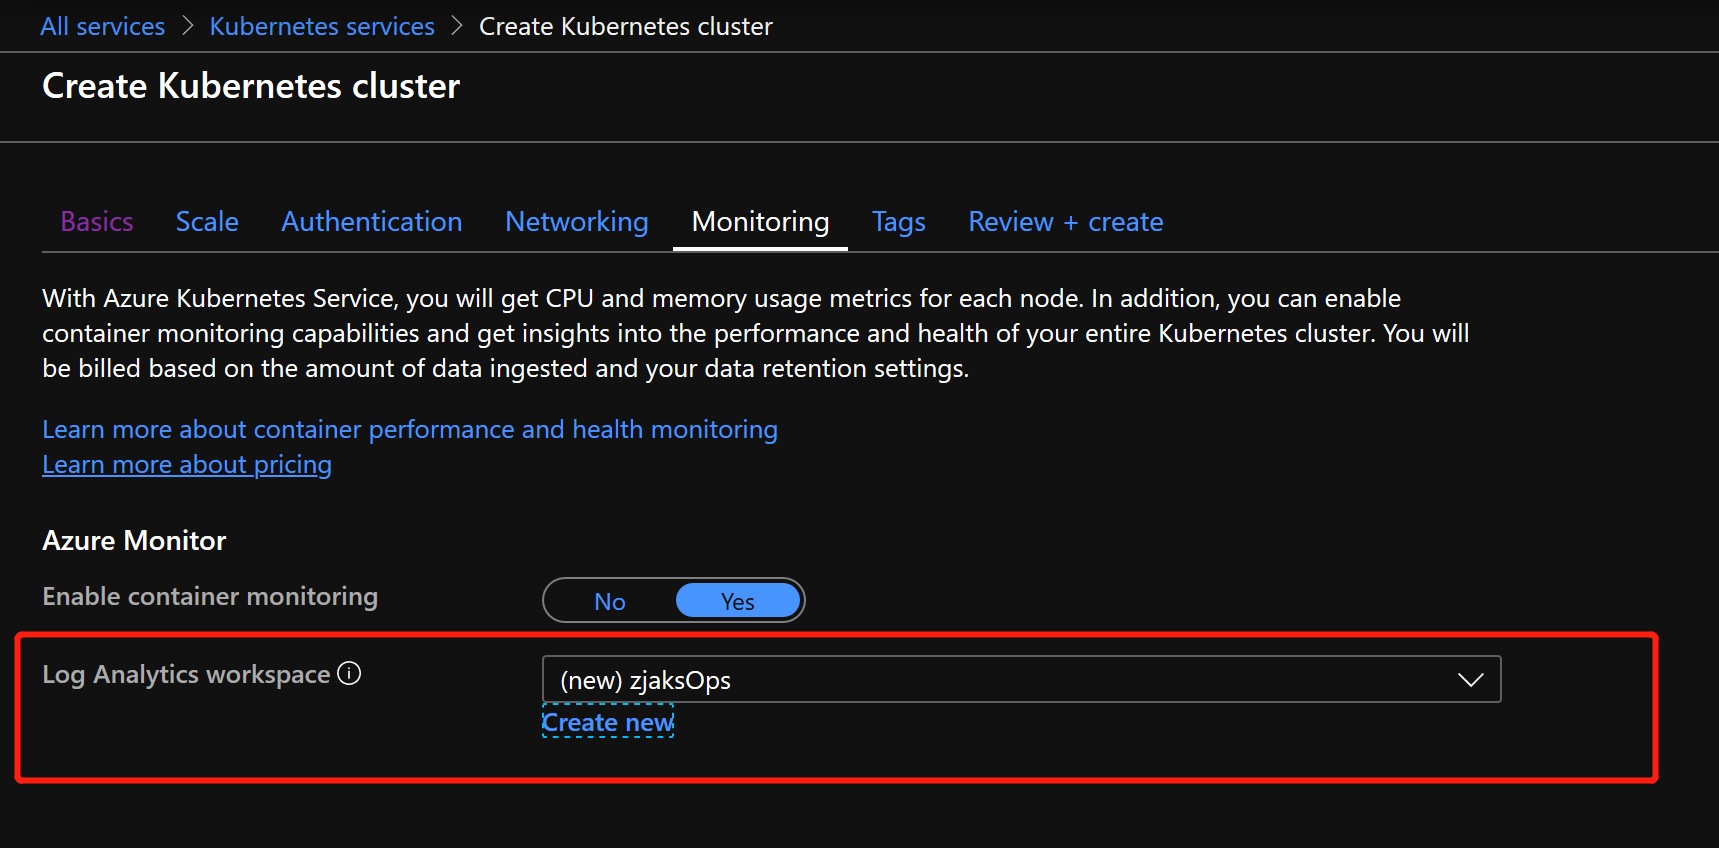 All services > Kubernetes services > Create Kubernetes cluster
Create Kubernetes cluster
Basics Scale Authentication Networking Monitoring Tags Review + create
With Azure Kubernetes Service, you will get CPU and memory usage metrics for each node. In addition, you can enable
container monitoring capabilities and get insights into the performance and health of your entire Kubernetes cluster. You will
be billed based on the amount of data ingested and your data retention settings.
Learn more about container performance and health monitoring
Learn more about pricing
Azure Monitor
Enable container monitoring No Yes
Log Analytics workspace (new) zjaksOps
Create new